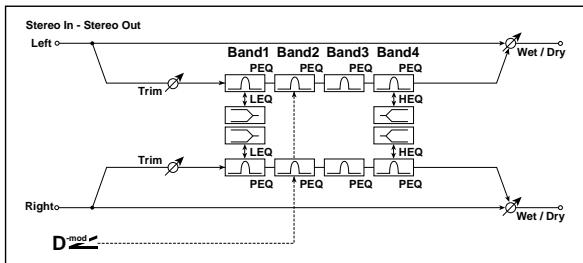 Stereo In - Stereo Out
Left
Wet / Dry
Band1 Band2 Band3 Band4
PEQ PEQ PEQ PEQ
Trim
LEQ HEQ
LEQ HEQ
Trim
PEQ PEQ PEQ PEQ
Right
Wet / Dry
D-mod